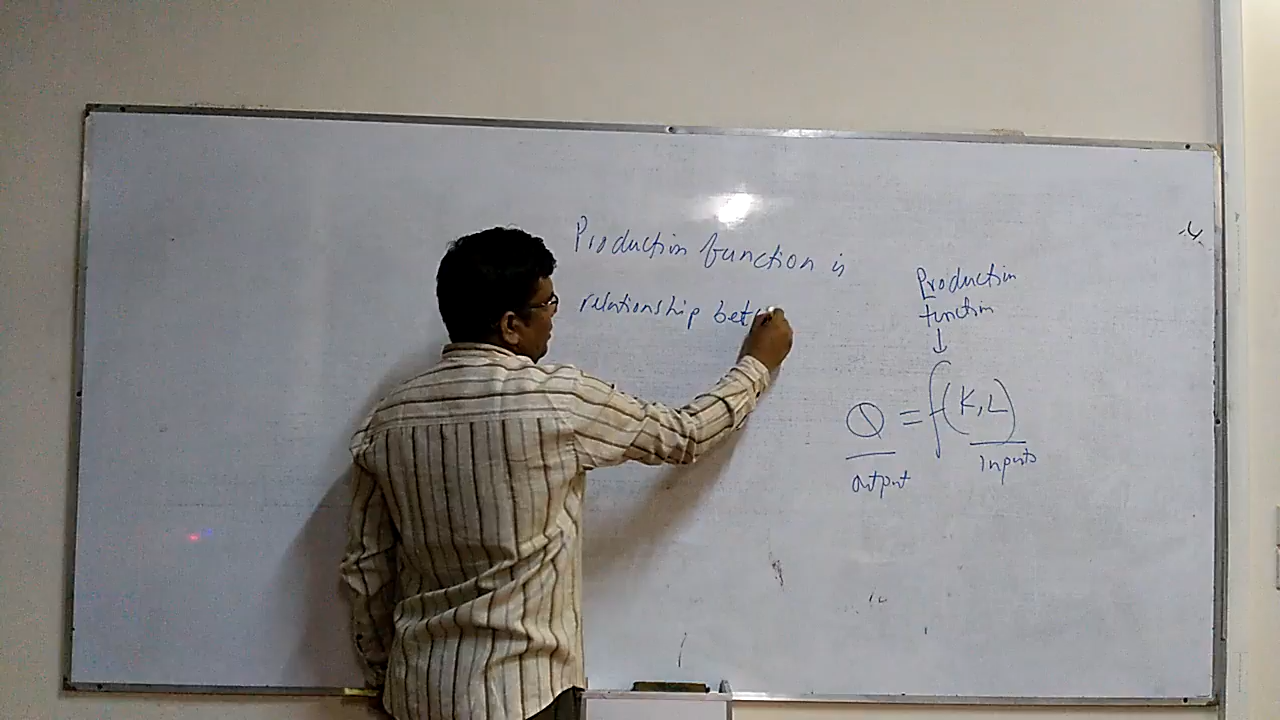 Production function is
relationship bet
Production
function
↓
Q = f(K,L)
output
inputs